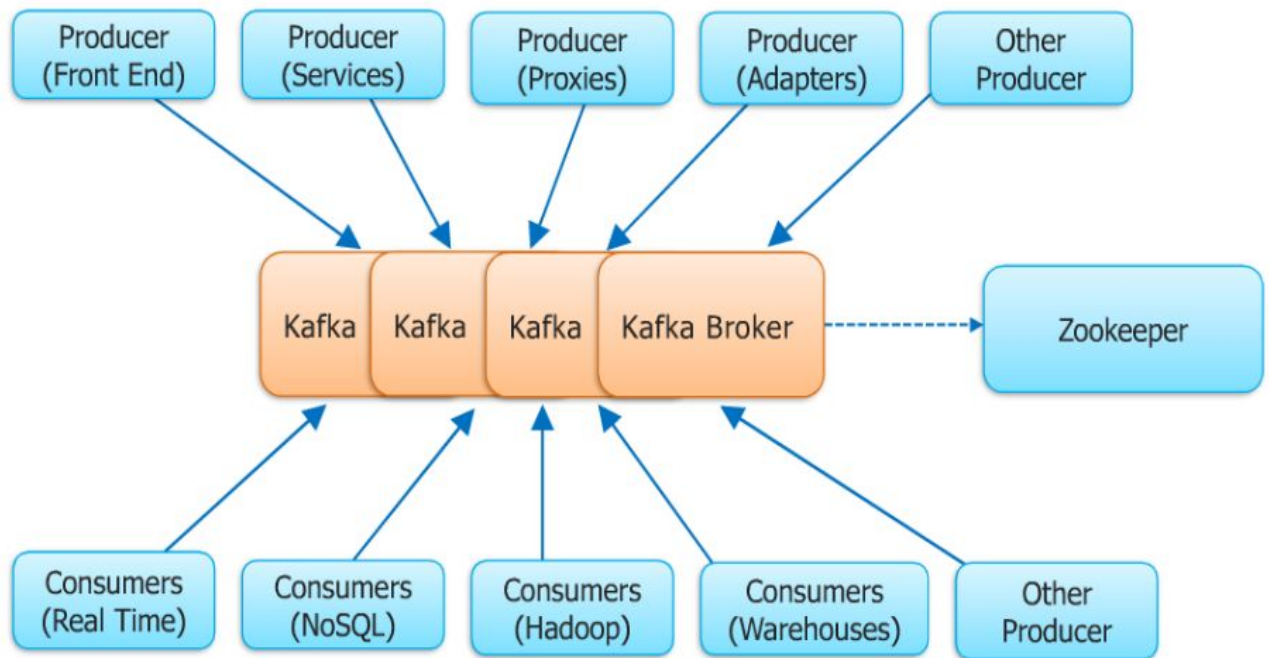 Producer
(Front End)
Producer
(Services)
Producer
(Proxies)
Producer
(Adapters)
Other
Producer
Kafka
Kafka
Kafka
Kafka Broker
Zookeeper
Consumers
(Real Time)
Consumers
(NoSQL)
Consumers
(Hadoop)
Consumers
(Warehouses)
Other
Producer